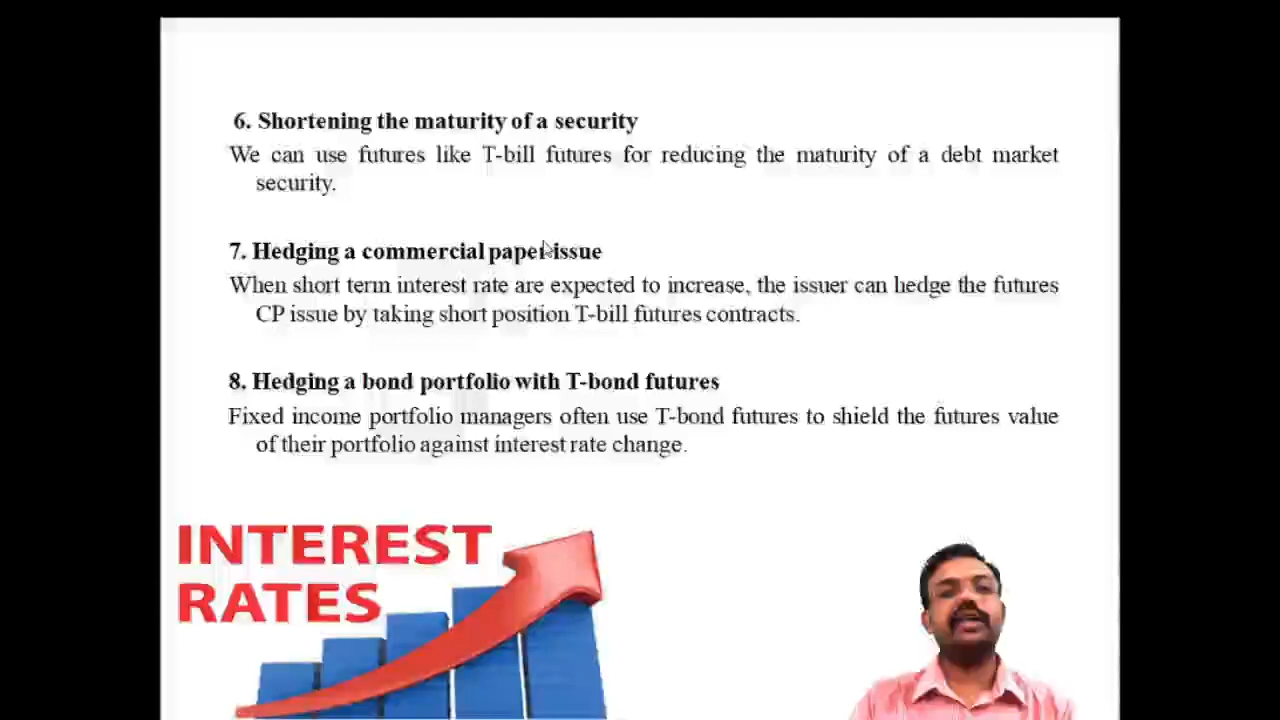 6. Shortening the maturity of a security
We can use futures like T-bill futures for reducing the maturity of a debt market
security.
7. Hedging a commercial paper issue
When short term interest rate are expected to increase, the issuer can hedge the futures
CP issue by taking short position T-bill futures contracts.
8. Hedging a bond portfolio with T-bond futures
Fixed income portfolio managers often use T-bond futures to shield the futures value
of their portfolio against interest rate change.
INTEREST
RATES